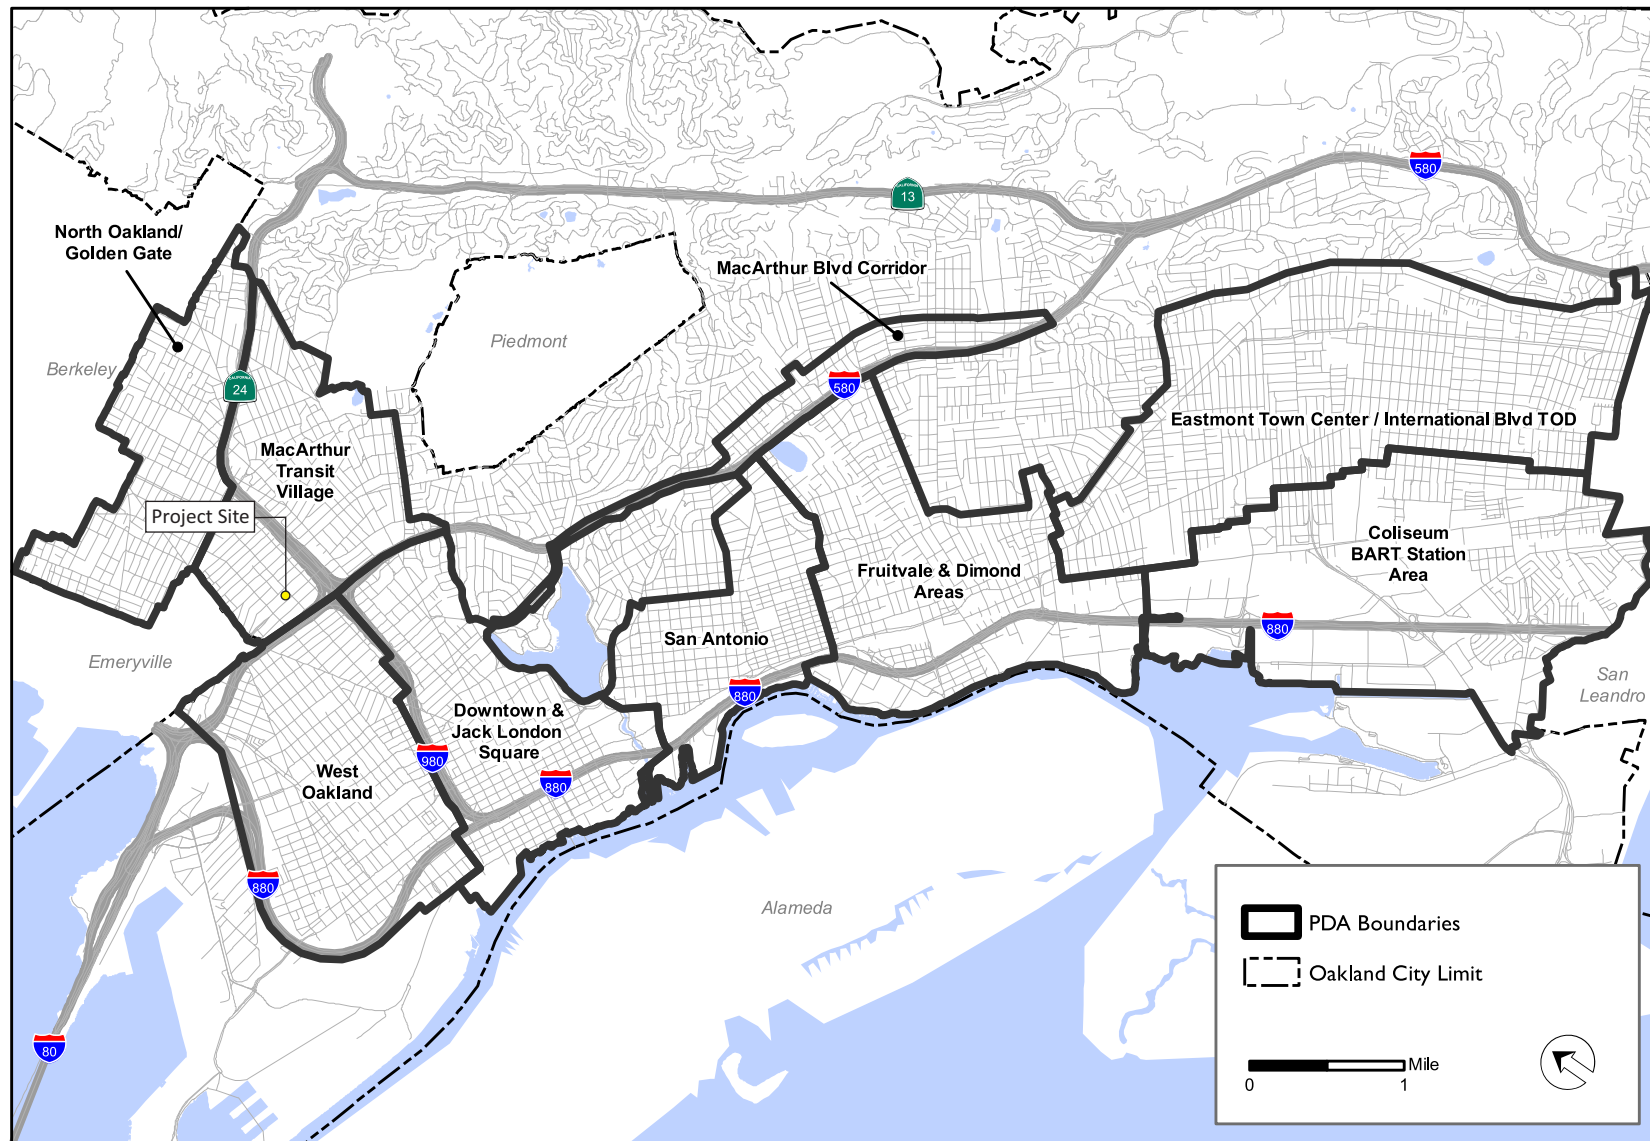 580
CALIFORNIA
13
North Oakland/
Golden Gate
MacArthur Blvd Corridor
Piedmont
Berkeley
CALIFORNIA
24
580
Eastmont Town Center / International Blvd TOD
MacArthur
Transit
Village
Project Site
Coliseum
BART Station
Area
Fruitvale & Dimond
Areas
880
San Antonio
Emeryville
San
Leandro
880
Downtown &
Jack London
Square
980
West
Oakland
880
880
Alameda
PDA Boundaries
Oakland City Limit
80
Mile
0
1